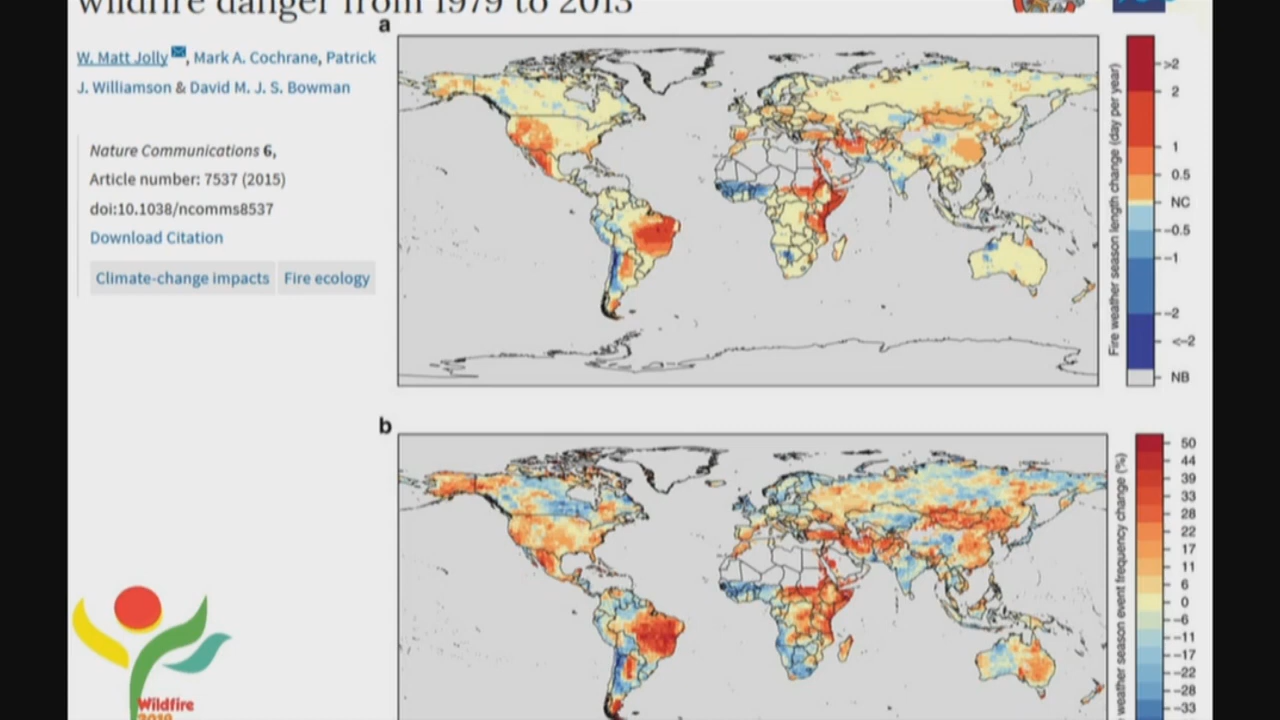 wildfire danger from 1979 to 2013
W. Matt Jolly, Mark A. Cochrane, Patrick
J. Williamson & David M. J. S. Bowman
Nature Communications 6,
Article number: 7537 (2015)
doi:10.1038/ncomms8537
Download Citation
Climate-change impacts Fire ecology
Wildfire
2019
a
Fire weather season length change (day per year)
>2
2
1
0.5
NC
−0.5
−1
−2
<−2
NB
b
weather season event frequency change (%)
50
44
39
33
28
22
17
11
6
0
−6
−11
−17
−22
−28
−33